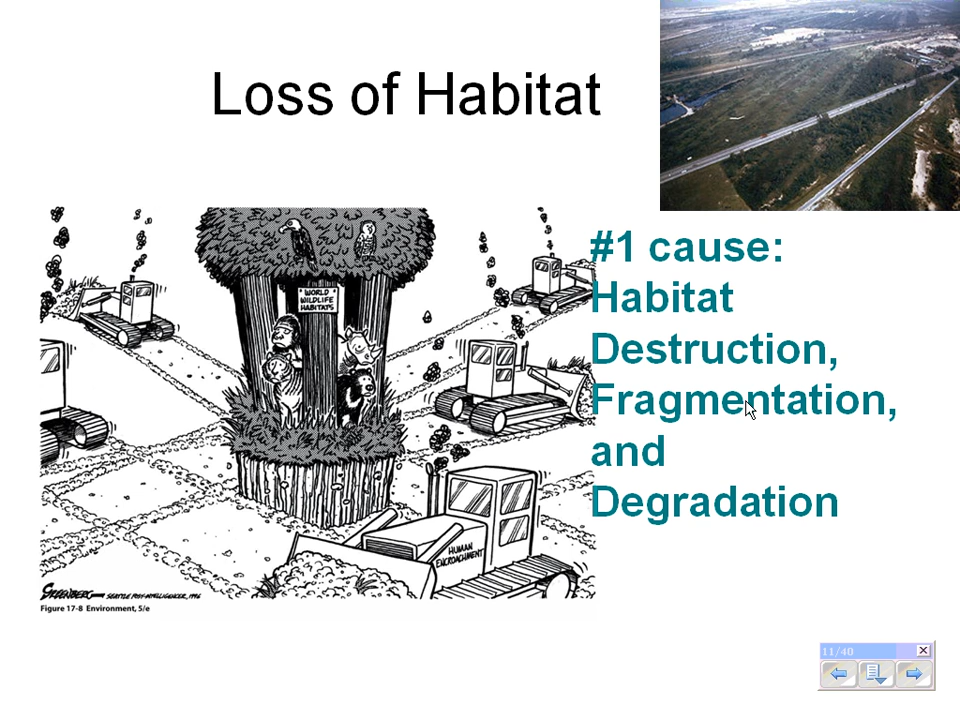 Loss of Habitat
#1 cause:
Habitat
Destruction,
Fragmentation,
and
Degradation
"WORLD
WILDLIFE
HABITATS"
HUMAN
ENCROACHMENT
GREENBERG— SEATTLE POST-INTELLIGENCER, 1996
Figure 17-8 Environment, 5/e
11/40